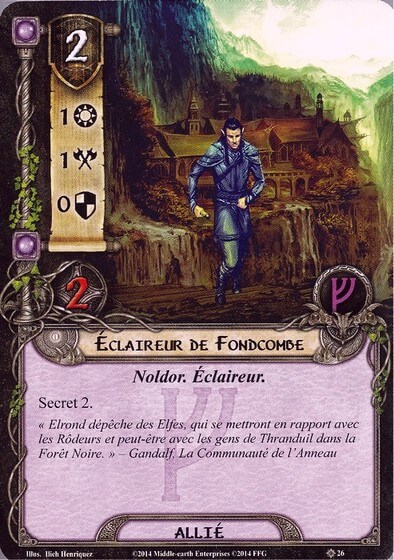 2
1
1
0
2
Éclaireur de Fondcombe
Noldor. Éclaireur.
Secret 2.
« Elrond dépêche des Elfes, qui se mettront en rapport avec
les Rôdeurs et peut-être avec les gens de Thranduil dans la
Forêt Noire. » – Gandalf. La Communauté de l'Anneau
ALLIÉ
Illus. Ilich Henriquez ©2014 Middle-earth Enterprises ©2014 FFG 26